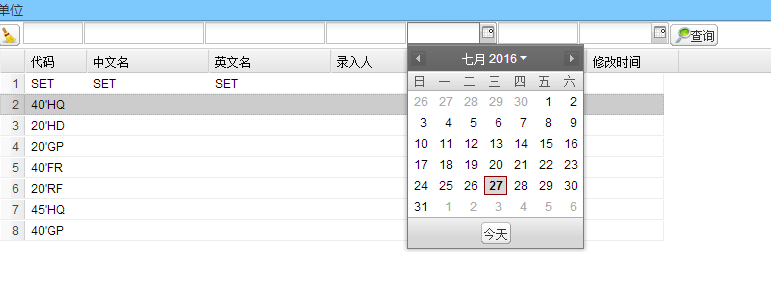 单位
查询
代码 中文名 英文名 录入人 修改时间
七月 2016
日 一 二 三 四 五 六
26 27 28 29 30 1 2
3 4 5 6 7 8 9
10 11 12 13 14 15 16
17 18 19 20 21 22 23
24 25 26 27 28 29 30
31 1 2 3 4 5 6
今天
1 SET SET SET
2 40'HQ
3 20'HD
4 20'GP
5 40'FR
6 20'RF
7 45'HQ
8 40'GP